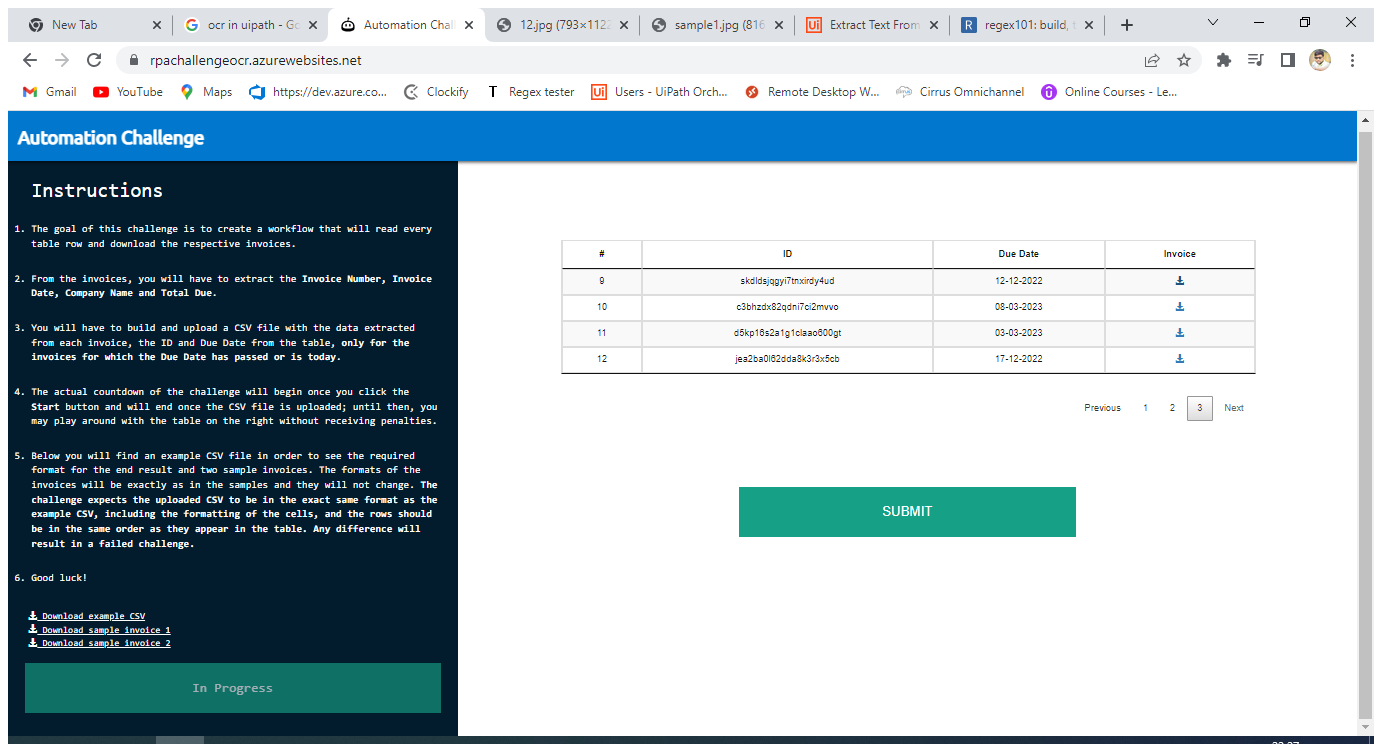 New Tab
ocr in uipath - Go
Automation Chal
12.jpg (793×1122
sample1.jpg (816
Ui Extract Text From
R regex101: build, t
rpachallengeocr.azurewebsites.net
Gmail
YouTube
Maps
https://dev.azure.co...
Clockify
T Regex tester
Ui Users - UiPath Orch...
Remote Desktop W...
Cirrus Omnichannel
Online Courses - Le...
Automation Challenge
Instructions
1. The goal of this challenge is to create a workflow that will read every
table row and download the respective invoices.
2. From the invoices, you will have to extract the Invoice Number, Invoice
Date, Company Name and Total Due.
3. You will have to build and upload a CSV file with the data extracted
from each invoice, the ID and Due Date from the table, only for the
invoices for which the Due Date has passed or is today.
4. The actual countdown of the challenge will begin once you click the
Start button and will end once the CSV file is uploaded; until then, you
may play around with the table on the right without receiving penalties.
5. Below you will find an example CSV file in order to see the required
format for the end result and two sample invoices. The formats of the
invoices will be exactly as in the samples and they will not change. The
challenge expects the uploaded CSV to be in the exact same format as the
example CSV, including the formatting of the cells, and the rows should
be in the same order as they appear in the table. Any difference will
result in a failed challenge.
6. Good luck!
Download example CSV
Download sample invoice 1
Download sample invoice 2
In Progress
# ID Due Date Invoice
9 skdldsjqgyi7tnxirdy4ud 12-12-2022
10 c3bhzdx82qdni7ci2mvvo 08-03-2023
11 d5kp16s2a1g1claao600gt 03-03-2023
12 jea2ba0l62dda8k3r3x5cb 17-12-2022
Previous 1 2 3 Next
SUBMIT